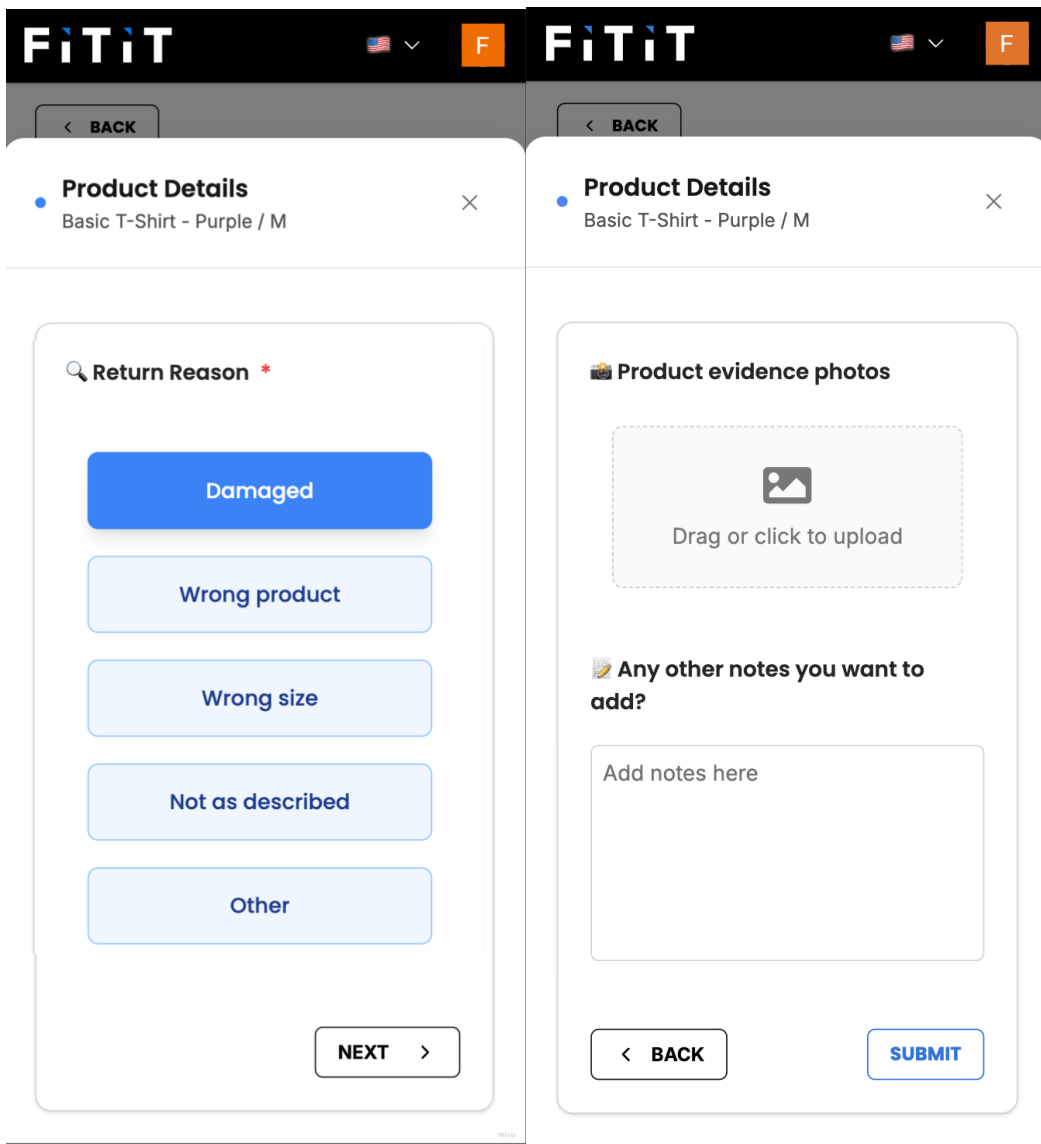 FiTiT
F
BACK
Product Details
Basic T-Shirt - Purple / M
Return Reason *
Damaged
Wrong product
Wrong size
Not as described
Other
NEXT
miro
FiTiT
F
BACK
Product Details
Basic T-Shirt - Purple / M
Product evidence photos
Drag or click to upload
Any other notes you want to
add?
Add notes here
BACK
SUBMIT